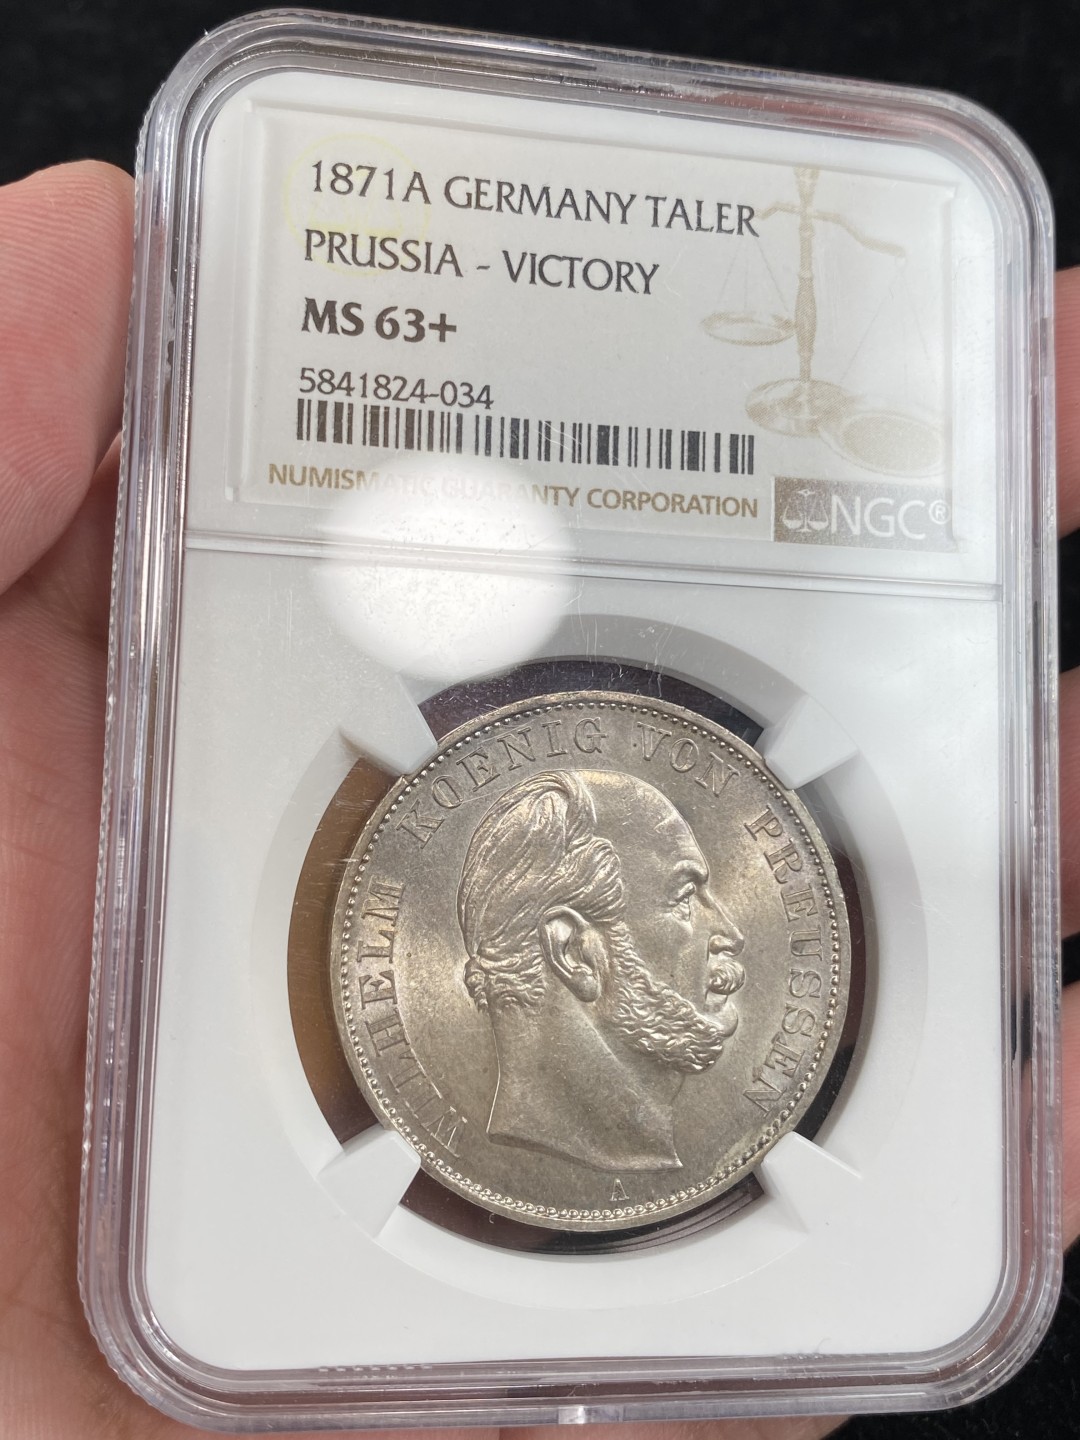 1871A GERMANY TALER
PRUSSIA - VICTORY
MS 63+
5841824-034
NUMISMATIC GUARANTY CORPORATION
NGC®
WILHELM KOENIG VON PREUSSEN
A